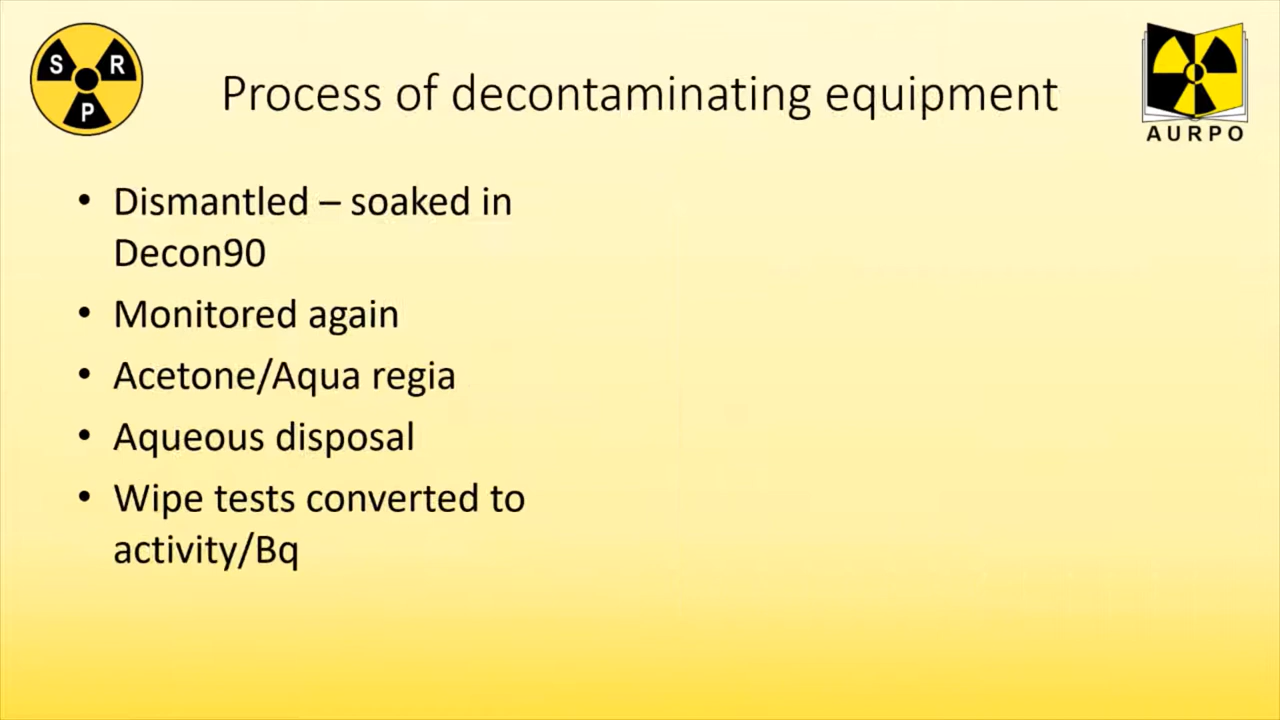 S R
P
Process of decontaminating equipment
AURPO
• Dismantled – soaked in
Decon90
• Monitored again
• Acetone/Aqua regia
• Aqueous disposal
• Wipe tests converted to
activity/Bq